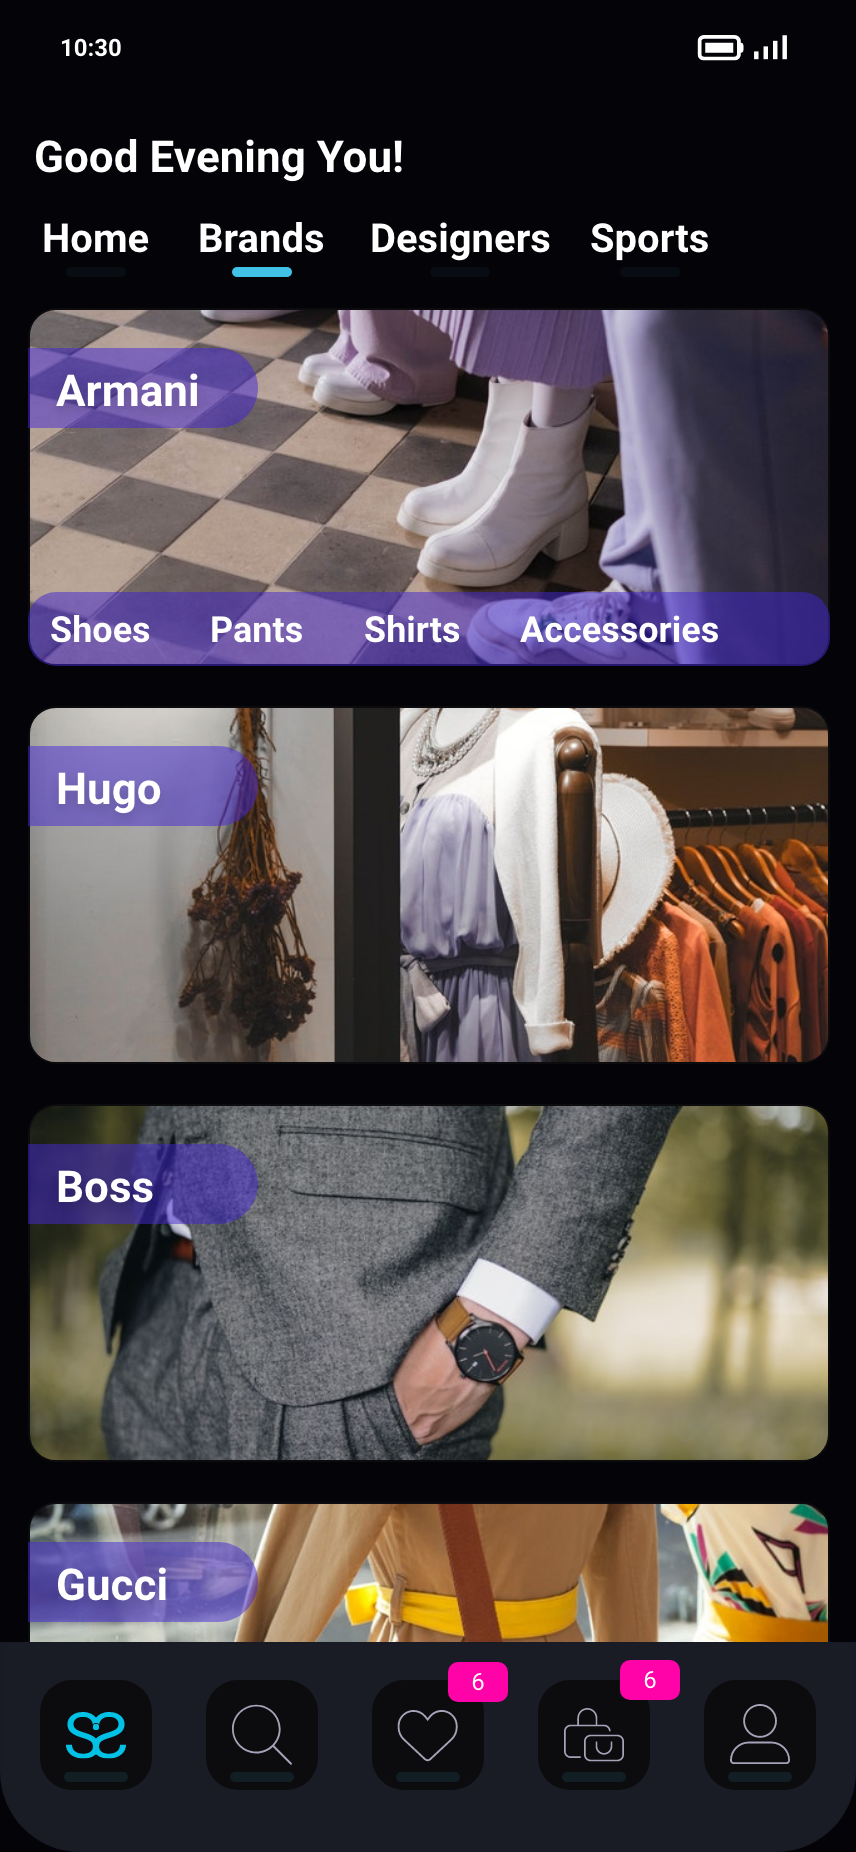 10:30
Good Evening You!
Home Brands Designers Sports
Armani
Shoes Pants Shirts Accessories
Hugo
Boss
Gucci
6 6